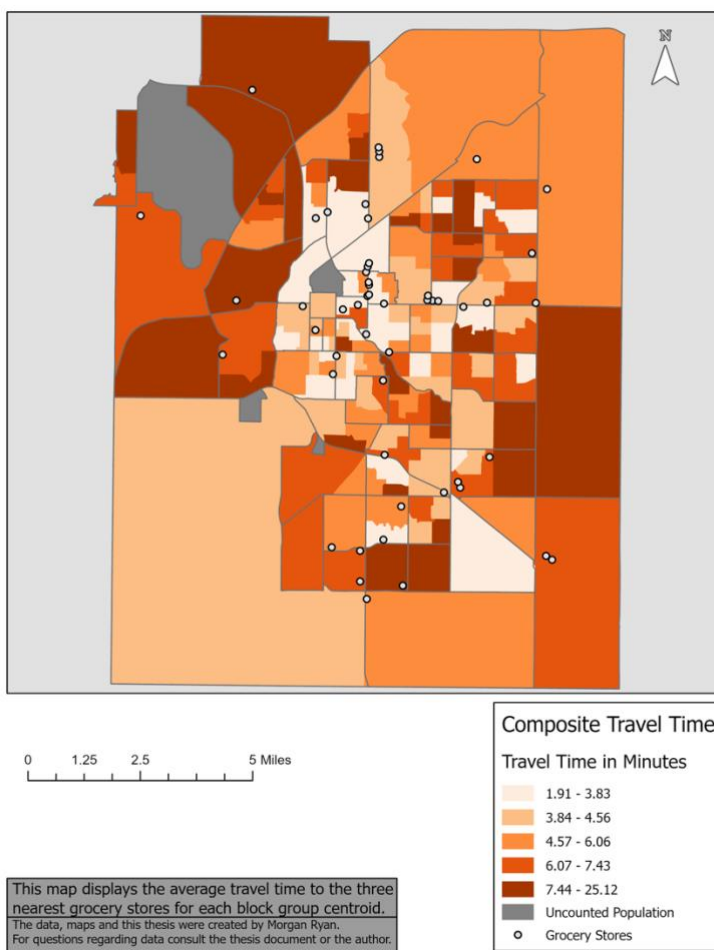 N
0 1.25 2.5 5 Miles
Composite Travel Time
Travel Time in Minutes
1.91 - 3.83
3.84 - 4.56
4.57 - 6.06
6.07 - 7.43
7.44 - 25.12
Uncounted Population
Grocery Stores
This map displays the average travel time to the three
nearest grocery stores for each block group centroid.
The data, maps and this thesis were created by Morgan Ryan.
For questions regarding data consult the thesis document or the author.